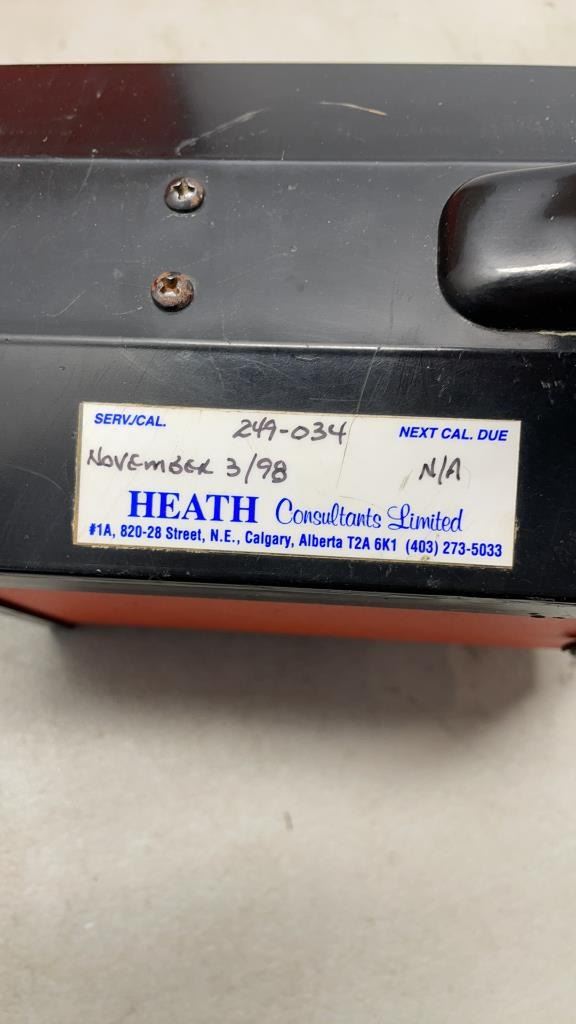 SERV./CAL. 249-034 NEXT CAL. DUE
NOVEMBER 3/98 N/A
HEATH Consultants Limited
#1A, 820-28 Street, N.E., Calgary, Alberta T2A 6K1 (403) 273-5033